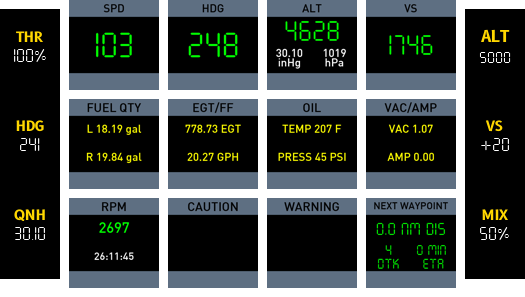 THR
100%
HDG
241
QNH
30.10
SPD
103
HDG
248
ALT
4628
30.10 1019
inHg hPa
VS
1746
FUEL QTY
L 18.19 gal
R 19.84 gal
EGT/FF
778.73 EGT
20.27 GPH
OIL
TEMP 207 F
PRESS 45 PSI
VAC/AMP
VAC 1.07
AMP 0.00
RPM
2697
26:11:45
CAUTION
WARNING
NEXT WAYPOINT
0.0 NM DIS
4 0 MIN
DTK ETA
ALT
5000
VS
+20
MIX
50%